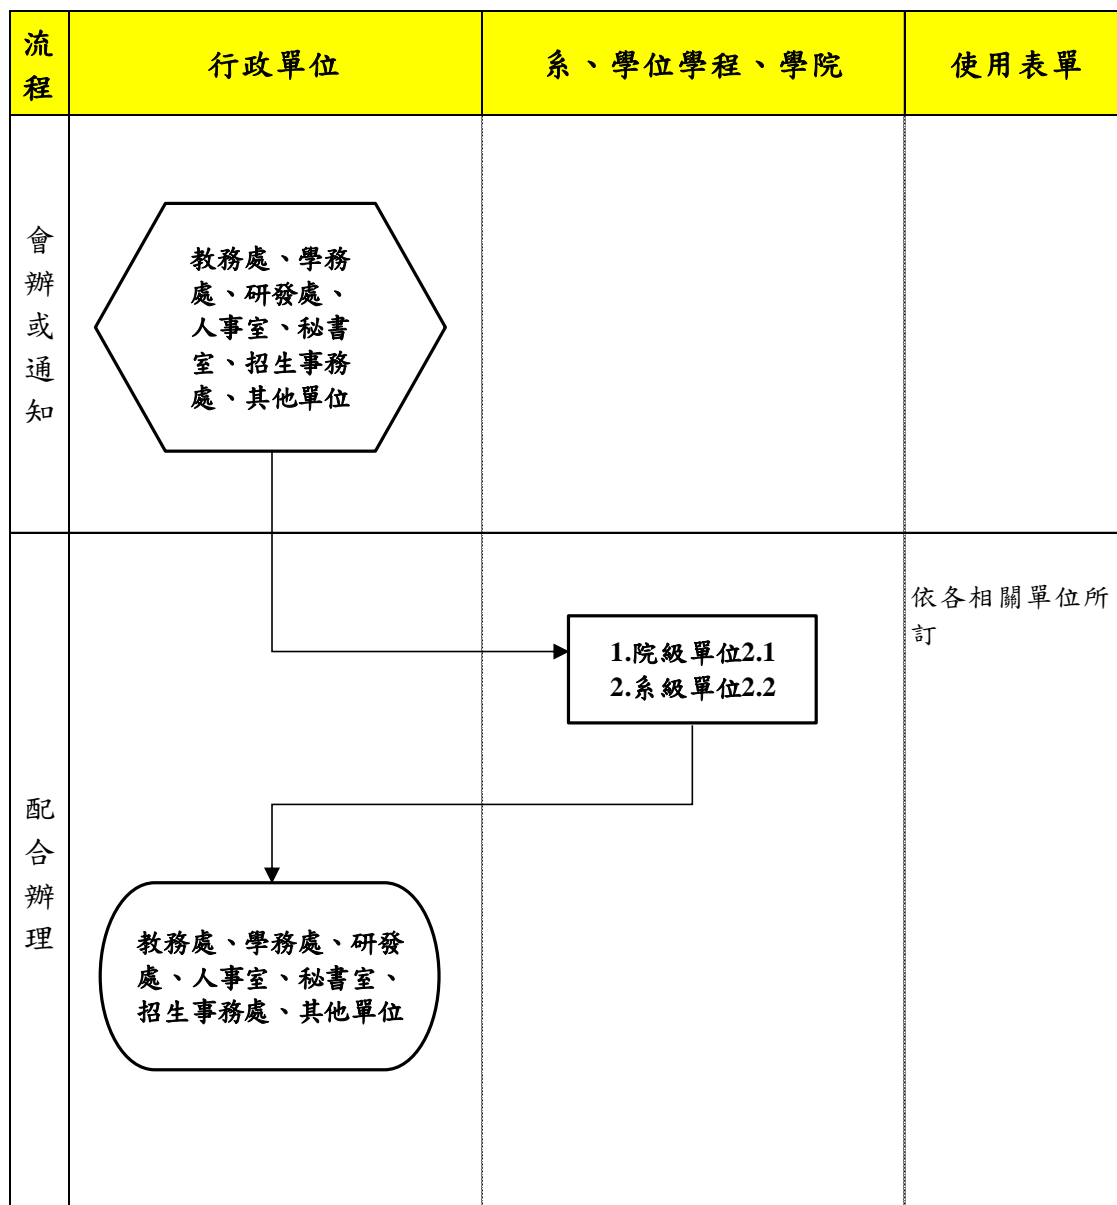 流
程
行政單位
系、學位學程、學院
使用表單
會
辦
或
通
知
教務處、學務
處、研發處、
人事室、秘書
室、招生事務
處、其他單位
配
合
辦
理
1.院級單位2.1
2.系級單位2.2
依各相關單位所
訂
教務處、學務處、研發
處、人事室、秘書室、
招生事務處、其他單位